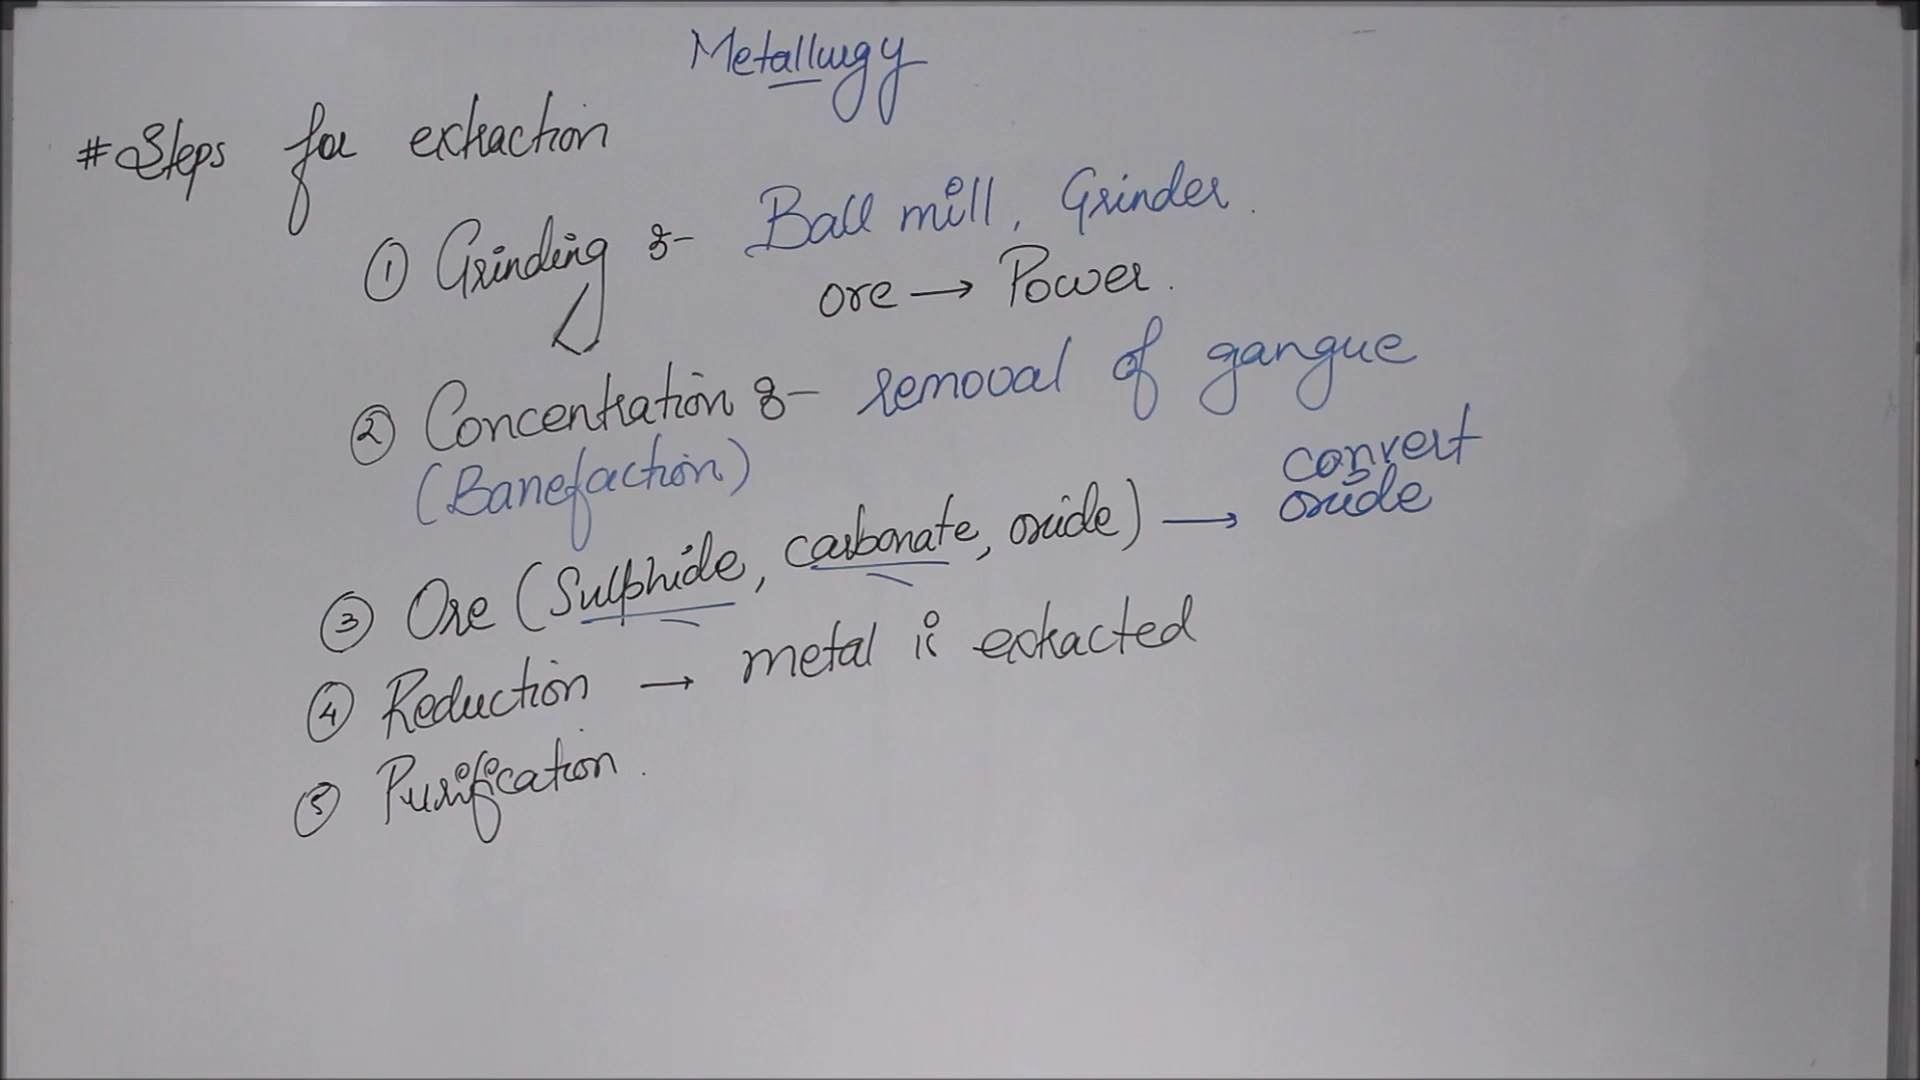 Metallurgy
# Steps for extraction
① Grinding :- Ball mill, Grinder.
ore → Power.
② Concentration :- removal of gangue
(Banefaction)
③ Ore (Sulphide, carbonate, oxide) → convert oxide
④ Reduction → metal is extracted
⑤ Purification.